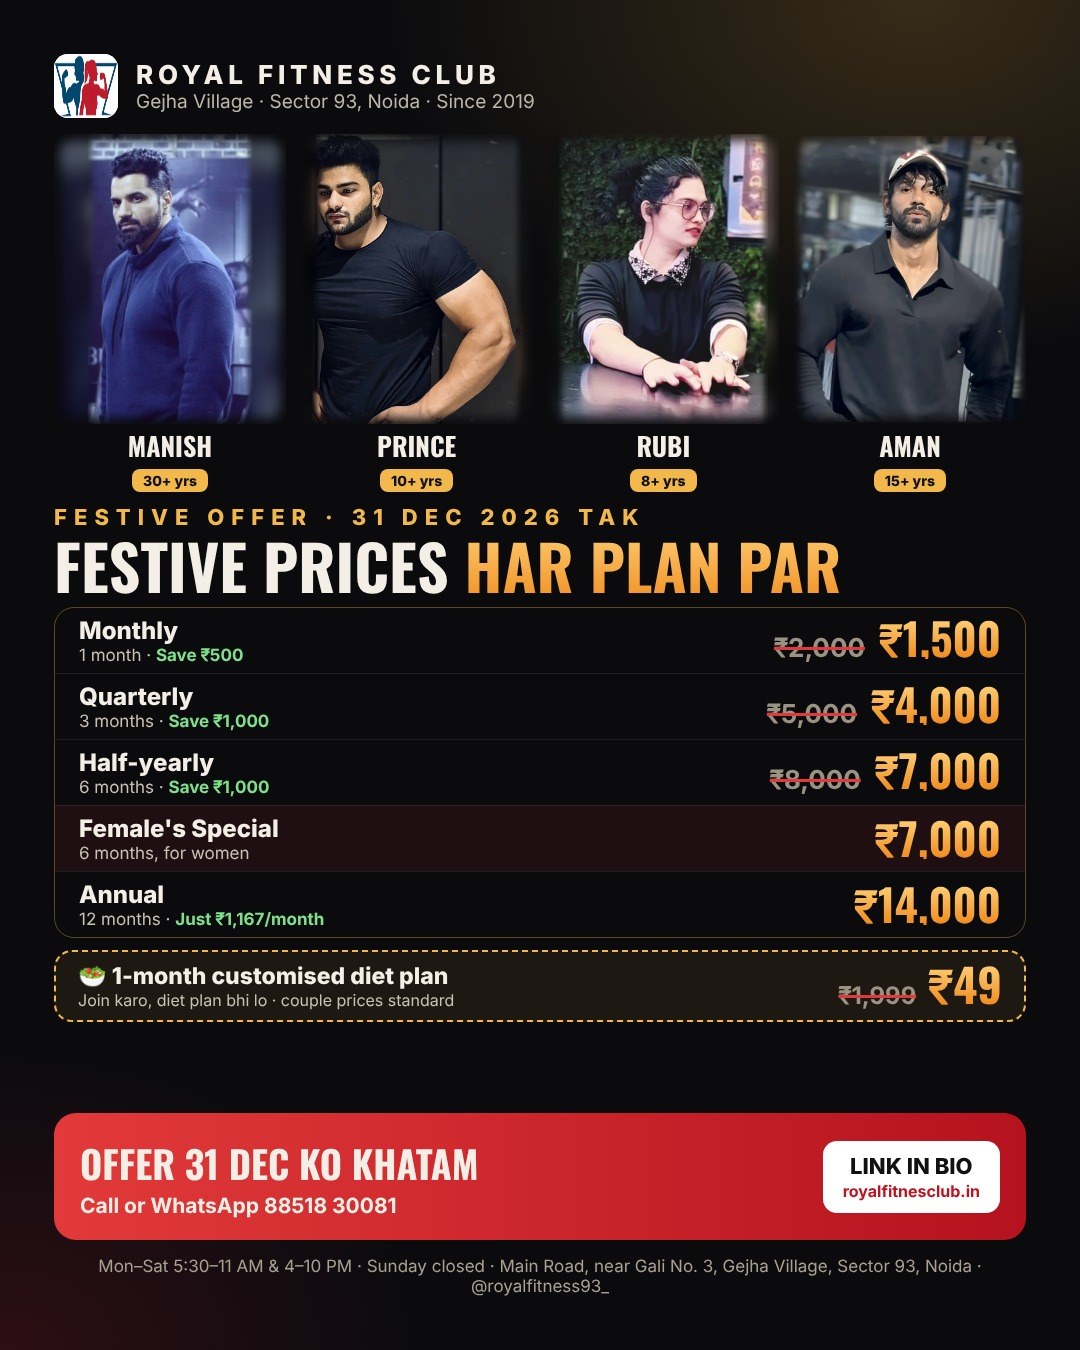 ROYAL FITNESS CLUB
Gejha Village · Sector 93, Noida · Since 2019
MANISH
30+ yrs
PRINCE
10+ yrs
RUBI
8+ yrs
AMAN
15+ yrs
FESTIVE OFFER · 31 DEC 2026 TAK
FESTIVE PRICES HAR PLAN PAR
Monthly
1 month · Save ₹500
₹2,000 ₹1,500
Quarterly
3 months · Save ₹1,000
₹5,000 ₹4,000
Half-yearly
6 months · Save ₹1,000
₹8,000 ₹7,000
Female's Special
6 months, for women
₹7,000
Annual
12 months · Just ₹1,167/month
₹14,000
🥗 1-month customised diet plan
Join karo, diet plan bhi lo · couple prices standard
₹1,999 ₹49
OFFER 31 DEC KO KHATAM
Call or WhatsApp 88518 30081
LINK IN BIO
royalfitnesclub.in
Mon–Sat 5:30–11 AM & 4–10 PM · Sunday closed · Main Road, near Gali No. 3, Gejha Village, Sector 93, Noida ·
@royalfitness93_